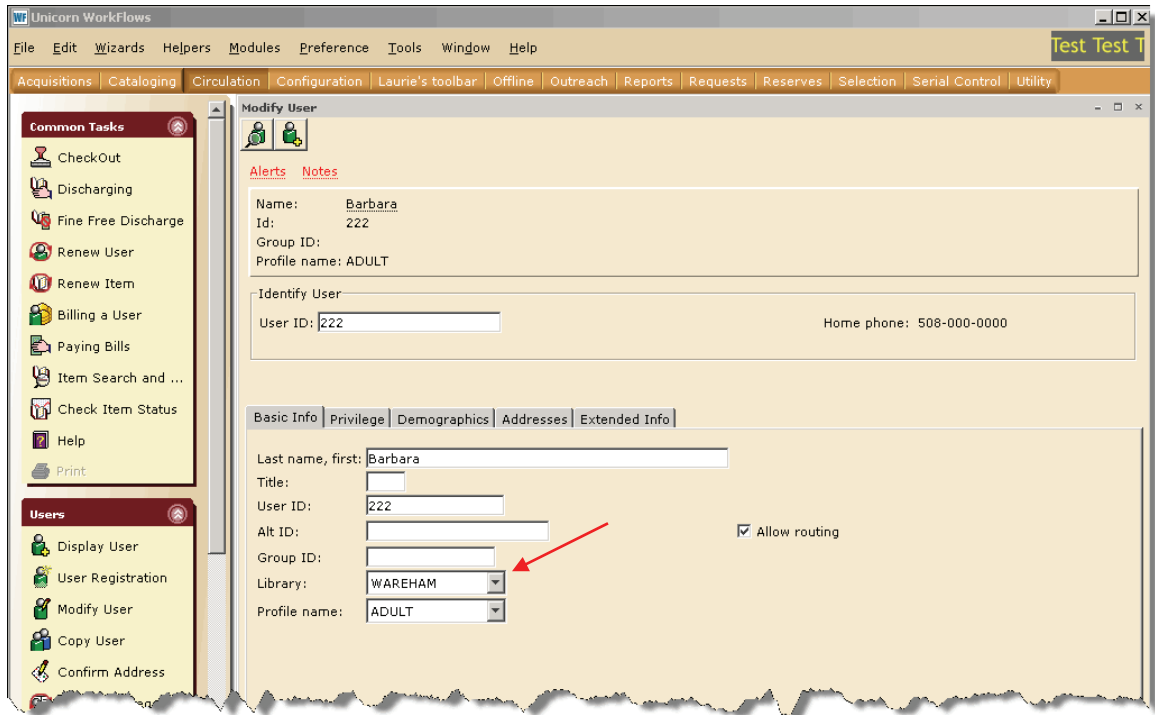 WF Unicorn WorkFlows
File Edit Wizards Helpers Modules Preference Tools Window Help
Test Test T
Acquisitions Cataloging Circulation Configuration Laurie's toolbar Offline Outreach Reports Requests Reserves Selection Serial Control Utility
Common Tasks
CheckOut
Discharging
Fine Free Discharge
Renew User
Renew Item
Billing a User
Paying Bills
Item Search and ...
Check Item Status
Help
Print
Users
Display User
User Registration
Modify User
Copy User
Confirm Address
Modify User
Alerts Notes
Name: Barbara
Id: 222
Group ID:
Profile name: ADULT
Identify User
User ID: 222 Home phone: 508-000-0000
Basic Info Privilege Demographics Addresses Extended Info
Last name, first: Barbara
Title:
User ID: 222
Alt ID: Allow routing
Group ID:
Library: WAREHAM
Profile name: ADULT